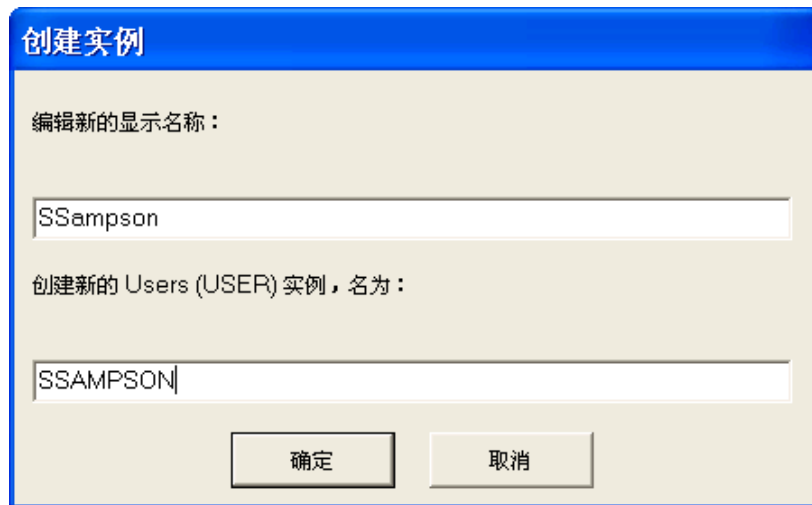 创建实例
编辑新的显示名称：
SSampson
创建新的 Users (USER) 实例，名为：
SSAMPSON
确定 取消